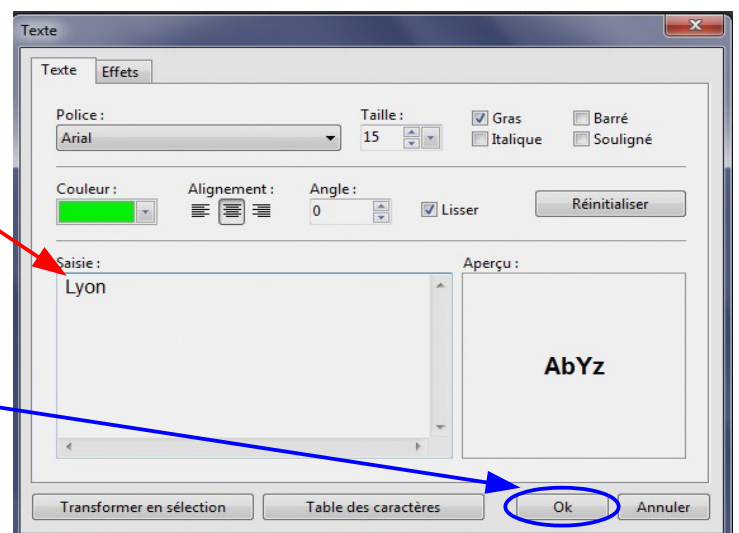 Texte
Texte Effets
Police : Taille : Gras Barré
Arial 15 Italique Souligné
Couleur : Alignement : Angle :
0 Lisser Réinitialiser
Saisie : Aperçu :
Lyon
AbYz
Transformer en sélection Table des caractères Ok Annuler